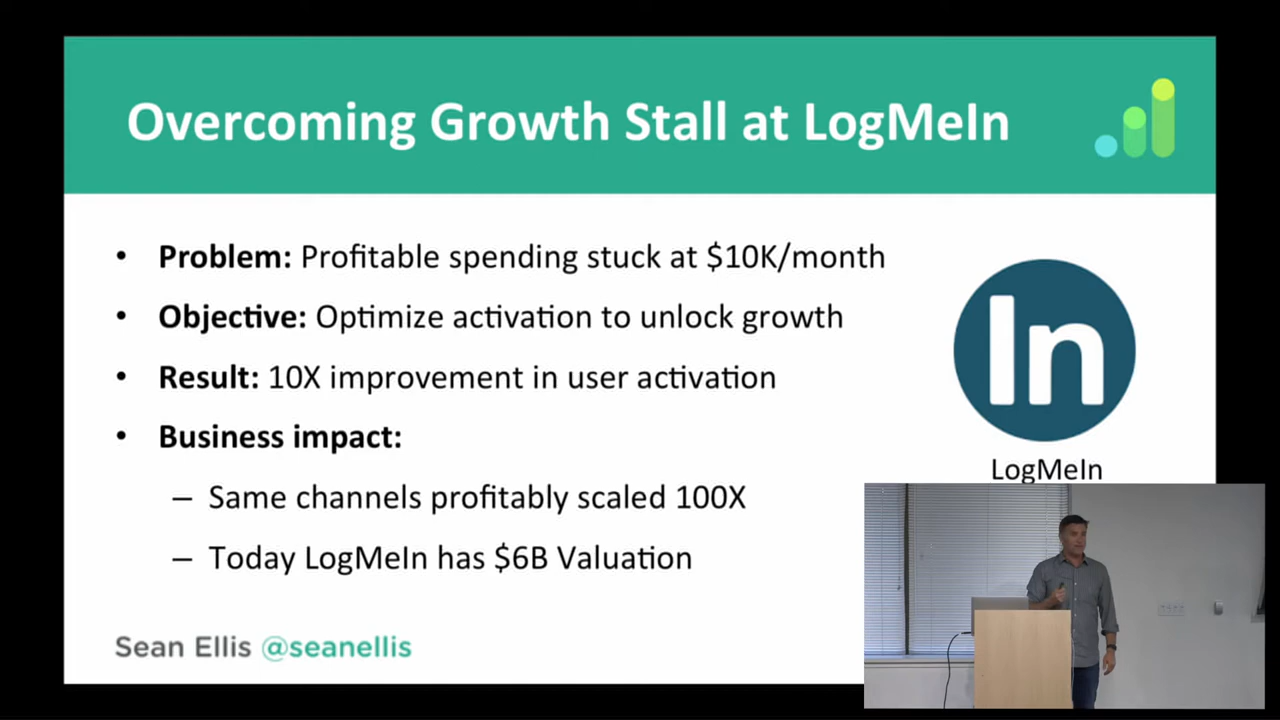 Overcoming Growth Stall at LogMeIn
• Problem: Profitable spending stuck at $10K/month
• Objective: Optimize activation to unlock growth
• Result: 10X improvement in user activation
• Business impact:
– Same channels profitably scaled 100X
– Today LogMeIn has $6B Valuation
In
LogMeIn
Sean Ellis @seanellis